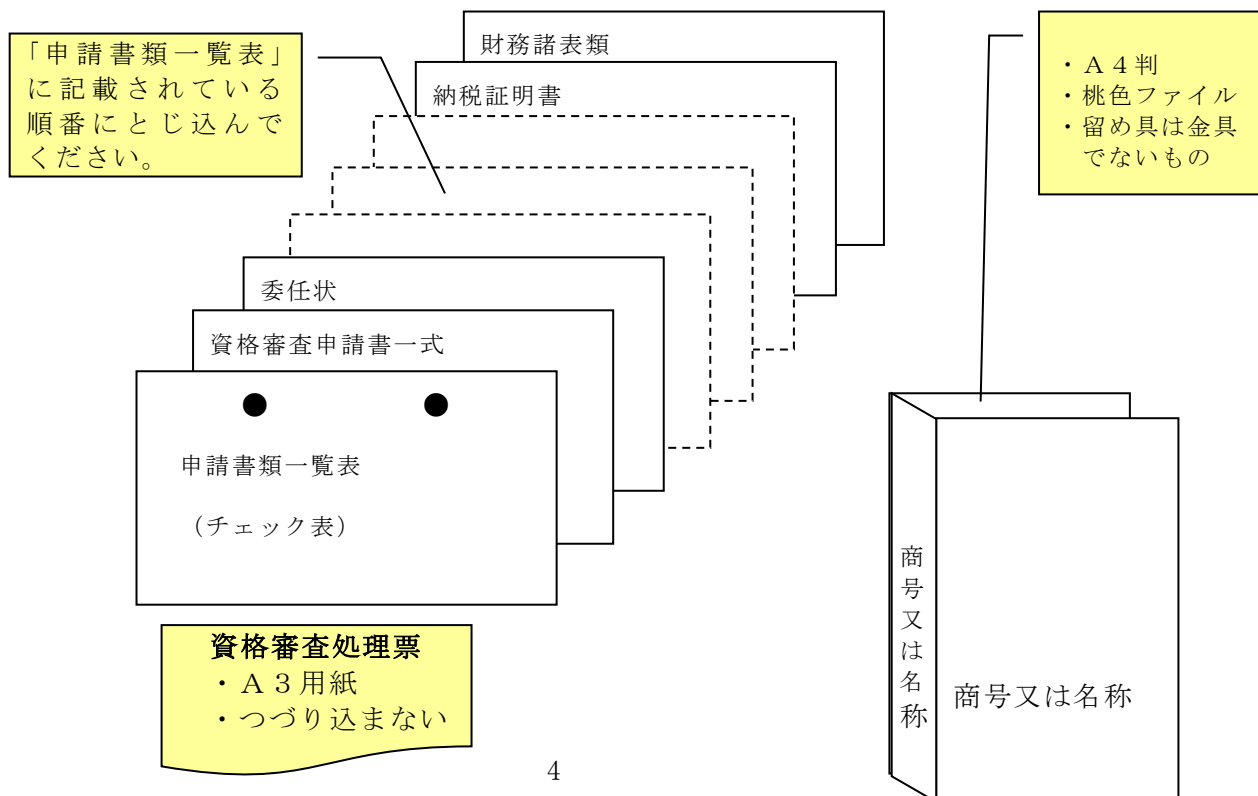 「申請書類一覧表」
に記載されている
順番にとじ込んで
ください。
財務諸表類
納税証明書
委任状
資格審査申請書一式
申請書類一覧表
（チェック表）
資格審査処理票
・Ａ３用紙
・つづり込まない
・Ａ４判
・桃色ファイル
・留め具は金具
でないもの
商号又は名称
商号又は名称
4